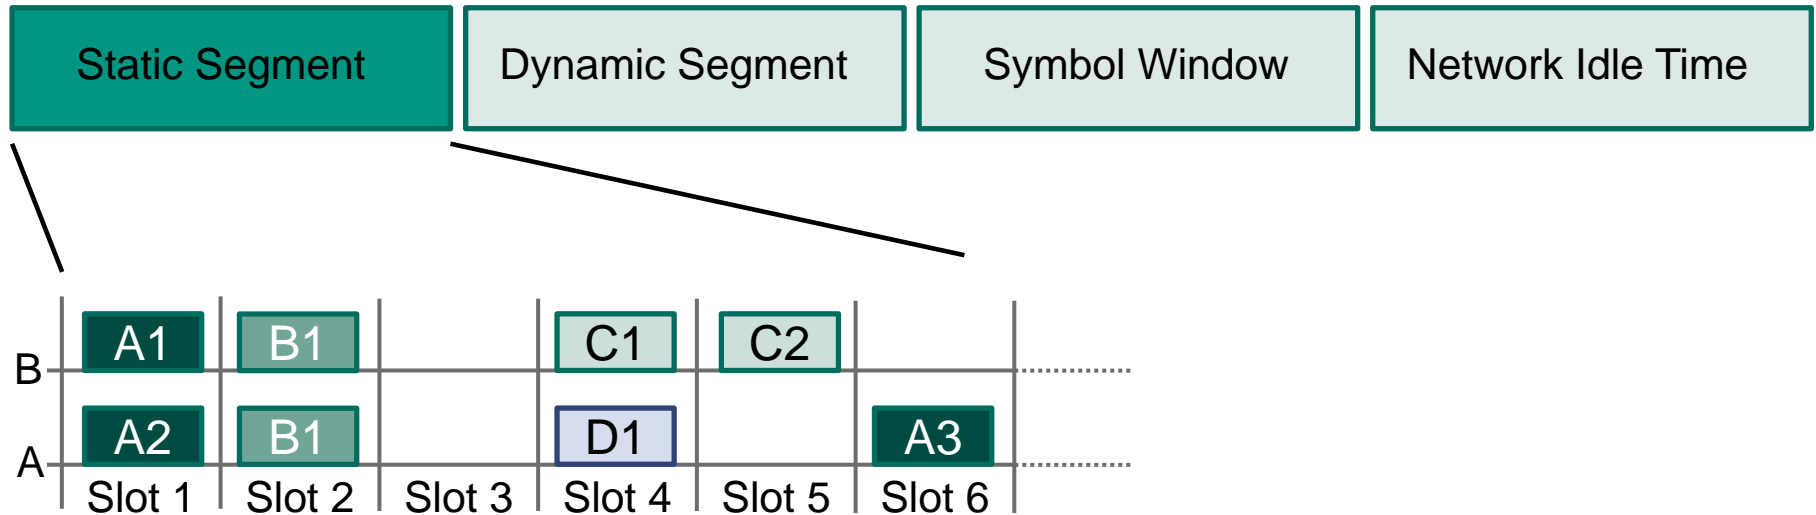 Static Segment Dynamic Segment Symbol Window Network Idle Time
B A1 B1 C1 C2
A A2 B1 D1 A3
Slot 1 Slot 2 Slot 3 Slot 4 Slot 5 Slot 6